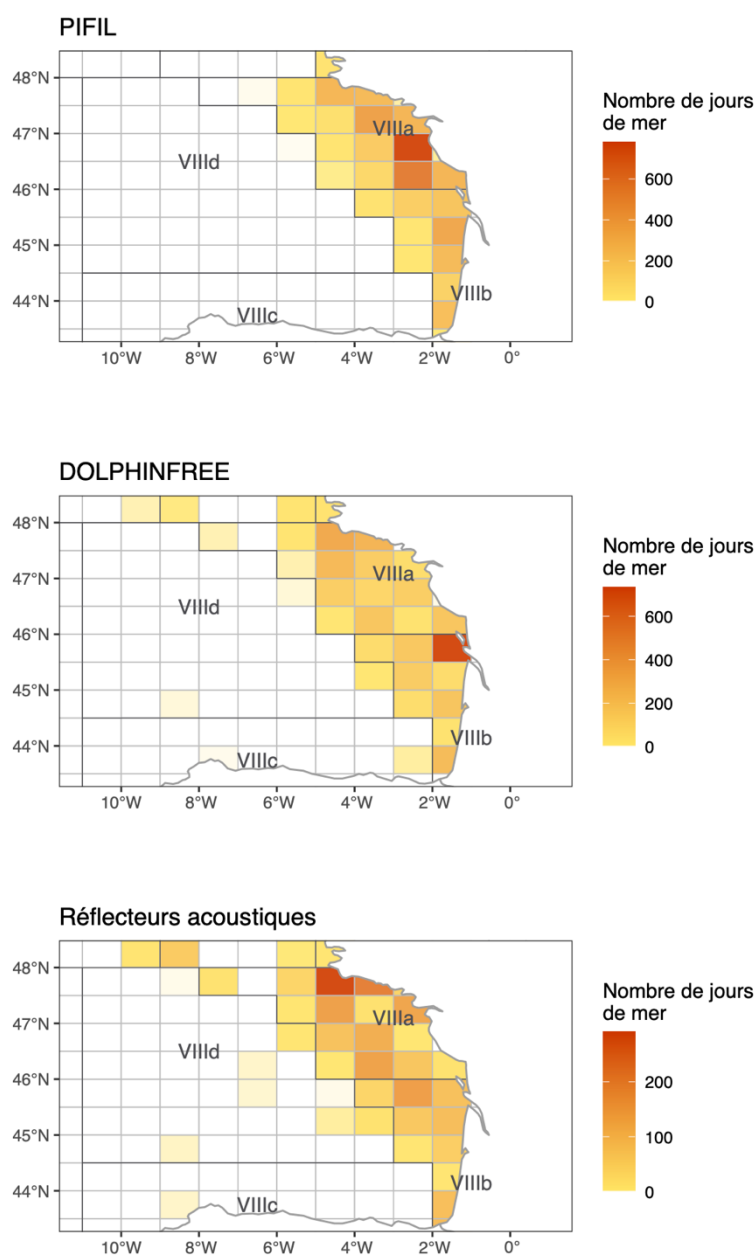 PIFIL
48°N
47°N
46°N
45°N
44°N
VIIIa
VIIId
VIIIb
VIIIc
10°W 8°W 6°W 4°W 2°W 0°
Nombre de jours
de mer
600
400
200
0
DOLPHINFREE
48°N
47°N
46°N
45°N
44°N
VIIIa
VIIId
VIIIb
VIIIc
10°W 8°W 6°W 4°W 2°W 0°
Nombre de jours
de mer
600
400
200
0
Réflecteurs acoustiques
48°N
47°N
46°N
45°N
44°N
VIIIa
VIIId
VIIIb
VIIIc
10°W 8°W 6°W 4°W 2°W 0°
Nombre de jours
de mer
200
100
0